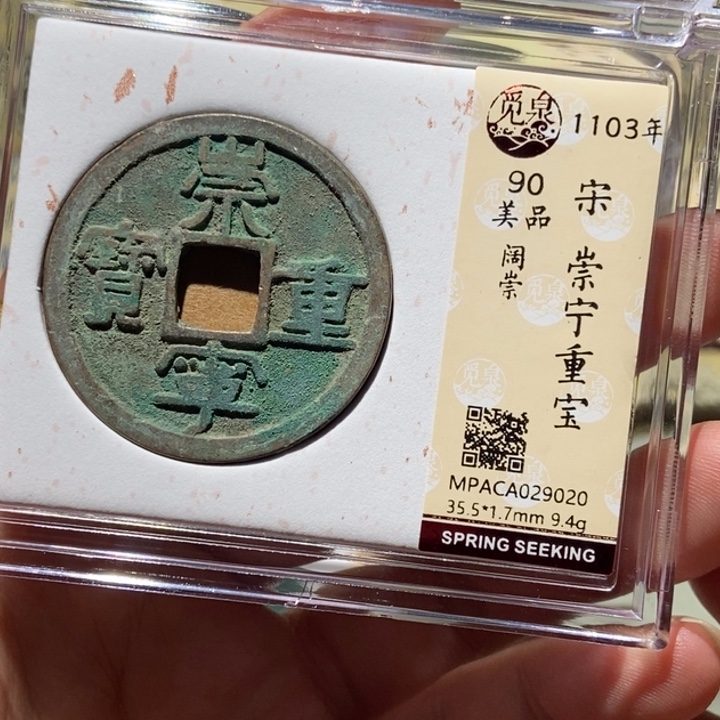 崇
寧
重
寶
觅泉
1103年
90
美品
阔
崇
宋
崇宁重宝
MPACA029020
35.5*1.7mm 9.4g
SPRING SEEKING